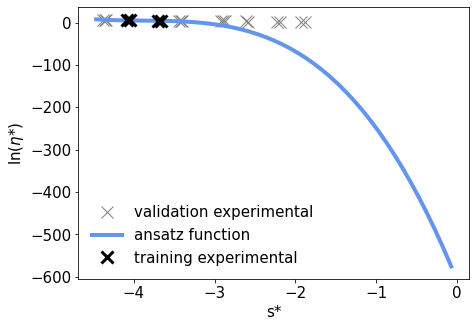 0
−100
−200
−300
−400
−500
−600
ln(η*)
validation experimental
ansatz function
training experimental
−4 −3 −2 −1 0
s*